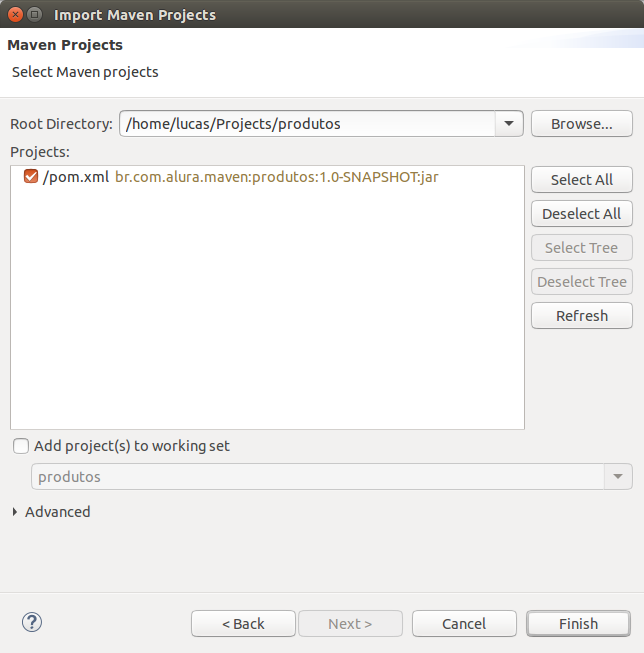 Import Maven Projects
Maven Projects
Select Maven projects
Root Directory: /home/lucas/Projects/produtos Browse...
Projects:
/pom.xml br.com.alura.maven:produtos:1.0-SNAPSHOT:jar
Select All
Deselect All
Select Tree
Deselect Tree
Refresh
Add project(s) to working set
produtos
Advanced
? < Back Next > Cancel Finish